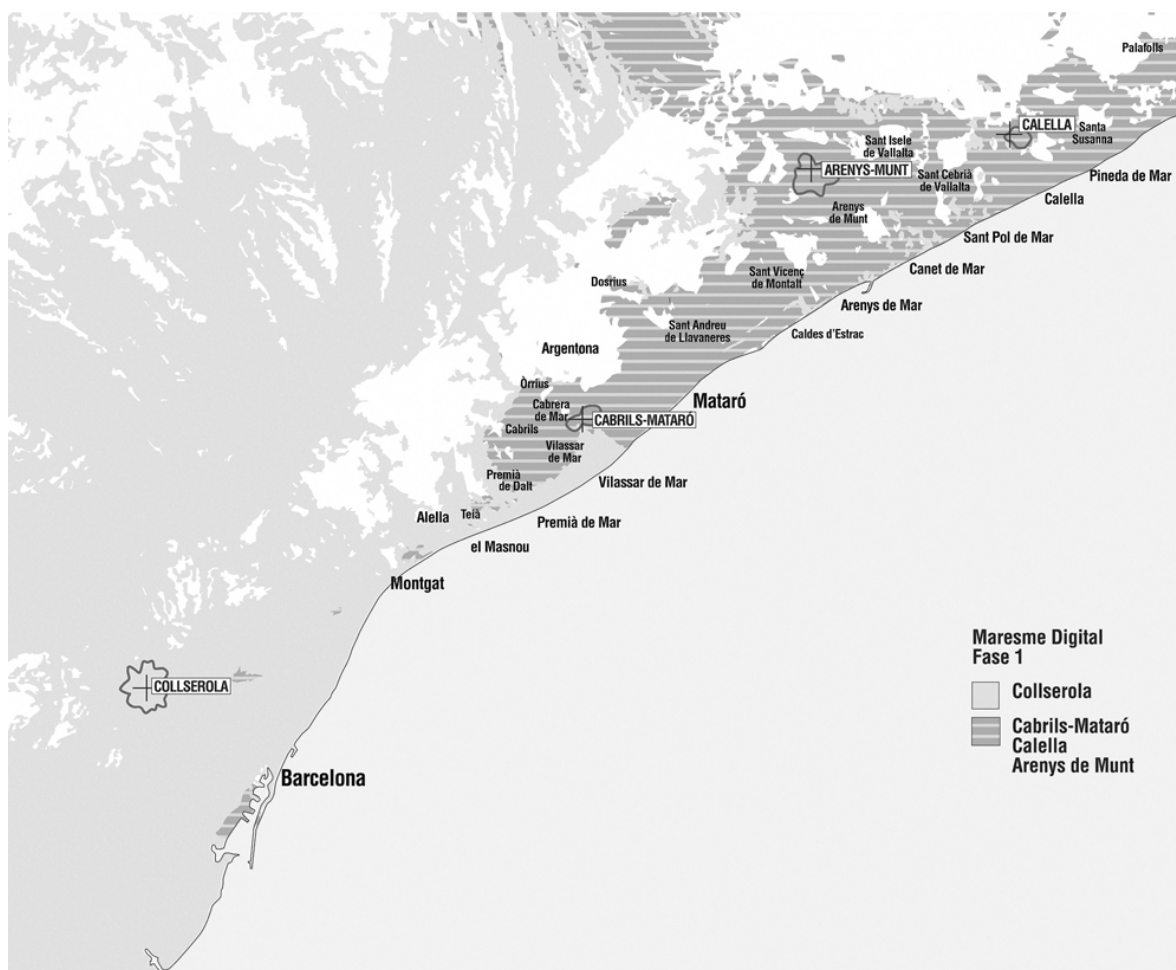 Palafolls
CALELLA
Santa
Susanna
Sant Isele
de Vallalta
ARENYS-MUNT
Sant Cebrià
de Vallalta
Pineda de Mar
Calella
Arenys
de Munt
Sant Pol de Mar
Sant Vicenç
de Montalt
Canet de Mar
Dosrius
Arenys de Mar
Sant Andreu
de Llavaneres
Caldes d'Estrac
Argentona
Òrrius
Cabrera
de Mar
Mataró
CABRILS-MATARÓ
Cabrils
Vilassar
de Mar
Premià
de Dalt
Vilassar de Mar
Alella
Teià
Premià de Mar
el Masnou
Montgat
COLLSEROLA
Barcelona
Maresme Digital
Fase 1
Collserola
Cabrils-Mataró
Calella
Arenys de Munt